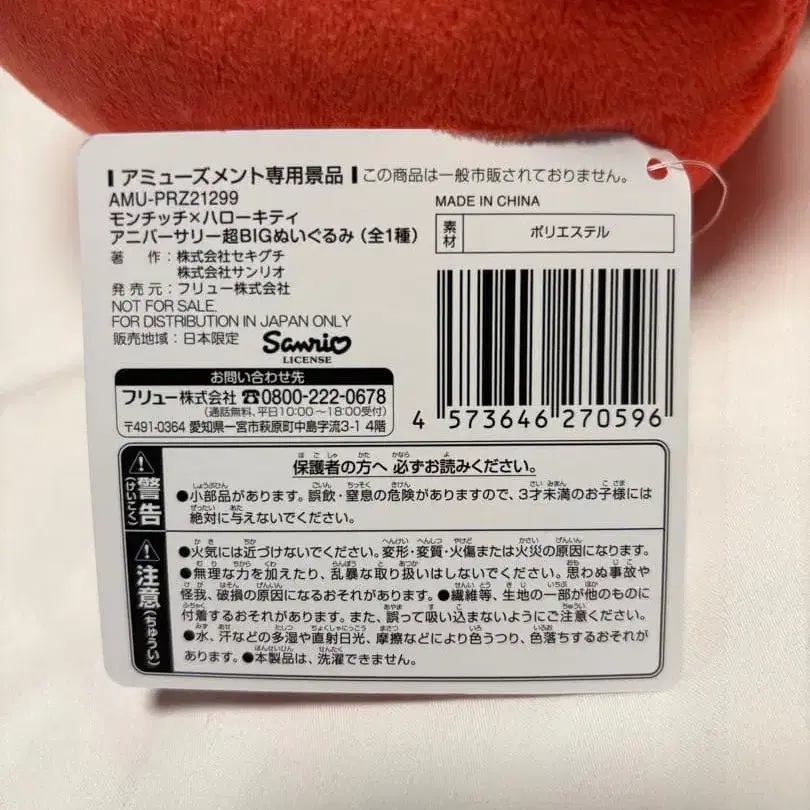 アミューズメント専用景品 この商品は一般市販されておりません。
AMU-PRZ21299
モンチッチ×ハローキティ
アニバーサリー超BIGぬいぐるみ（全1種）
著 作：株式会社セキグチ
株式会社サンリオ
発売元：フリュー株式会社
NOT FOR SALE.
FOR DISTRIBUTION IN JAPAN ONLY
販売地域：日本限定
Sanrio
LICENSE
MADE IN CHINA
素材 ポリエステル
4 573646 270596
お問い合わせ先
フリュー株式会社 ☎0800-222-0678
（通話無料、平日10:00～18:00受付）
〒491-0364 愛知県一宮市萩原町中島字流3-1 4階
警告(けいこく)
保護者の方へ 必ずお読みください。
●小部品があります。誤飲・窒息の危険がありますので、3才未満のお子様には
絶対に与えないでください。
注意(ちゅうい)
●火気には近づけないでください。変形・変質・火傷または火災の原因になります。
●無理な力を加えたり、乱暴な取り扱いはしないでください。思わぬ事故や
怪我、破損の原因になるおそれがあります。●繊維等、生地の一部が他のものに
付着するおそれがあります。また、誤って吸い込まないようにご注意ください。
●水、汗などの多湿や直射日光、摩擦などにより色うつり、色落ちするおそれが
あります。●本製品は、洗濯できません。